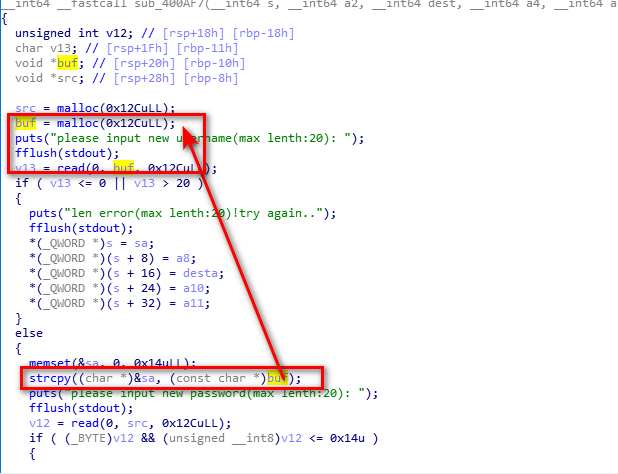 __int64 __fastcall sub_400AF7(__int64 s, __int64 a2, __int64 dest, __int64 a4, __int64 a
{
unsigned int v12; // [rsp+18h] [rbp-18h]
char v13; // [rsp+1Fh] [rbp-11h]
void *buf; // [rsp+20h] [rbp-10h]
void *src; // [rsp+28h] [rbp-8h]
src = malloc(0x12CuLL);
buf = malloc(0x12CuLL);
puts("please input new username(max lenth:20): ");
fflush(stdout);
v13 = read(0, buf, 0x12CuLL);
if ( v13 <= 0 || v13 > 20 )
{
puts("len error(max lenth:20)!try again..");
fflush(stdout);
*(_QWORD *)s = sa;
*(_QWORD *)(s + 8) = a8;
*(_QWORD *)(s + 16) = desta;
*(_QWORD *)(s + 24) = a10;
*(_QWORD *)(s + 32) = a11;
}
else
{
memset(&sa, 0, 0x14uLL);
strcpy((char *)&sa, (const char *)buf);
puts("please input new password(max lenth:20): ");
fflush(stdout);
v12 = read(0, src, 0x12CuLL);
if ( (_BYTE)v12 && (unsigned __int8)v12 <= 0x14u )
{